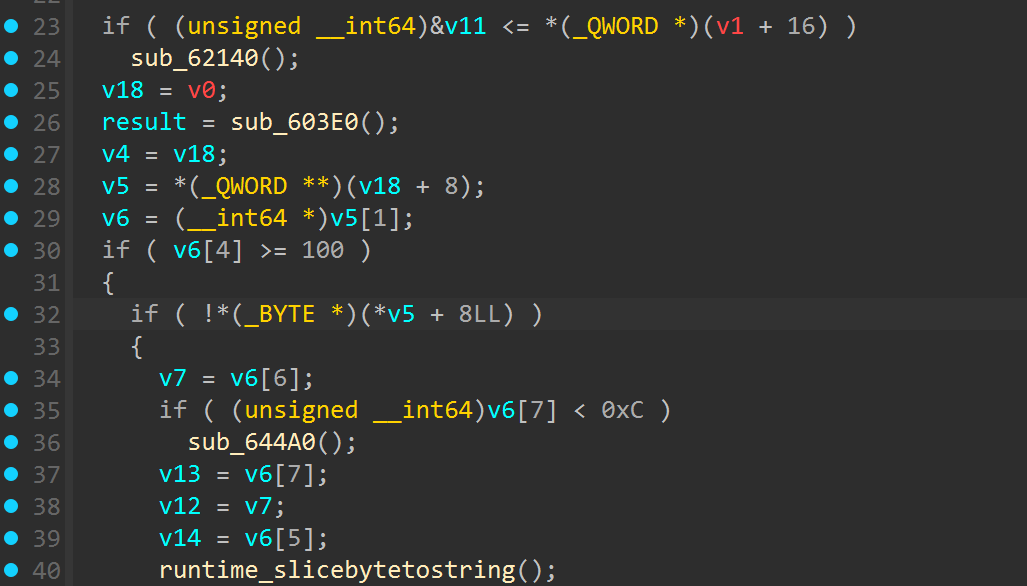 23 if ( (unsigned __int64)&v11 <= *(_QWORD *)(v1 + 16) )
24 sub_62140();
25 v18 = v0;
26 result = sub_603E0();
27 v4 = v18;
28 v5 = *(_QWORD **)(v18 + 8);
29 v6 = (__int64 *)v5[1];
30 if ( v6[4] >= 100 )
31 {
32 if ( !*(_BYTE *)(*v5 + 8LL) )
33 {
34 v7 = v6[6];
35 if ( (unsigned __int64)v6[7] < 0xC )
36 sub_644A0();
37 v13 = v6[7];
38 v12 = v7;
39 v14 = v6[5];
40 runtime_slicebytetostring();